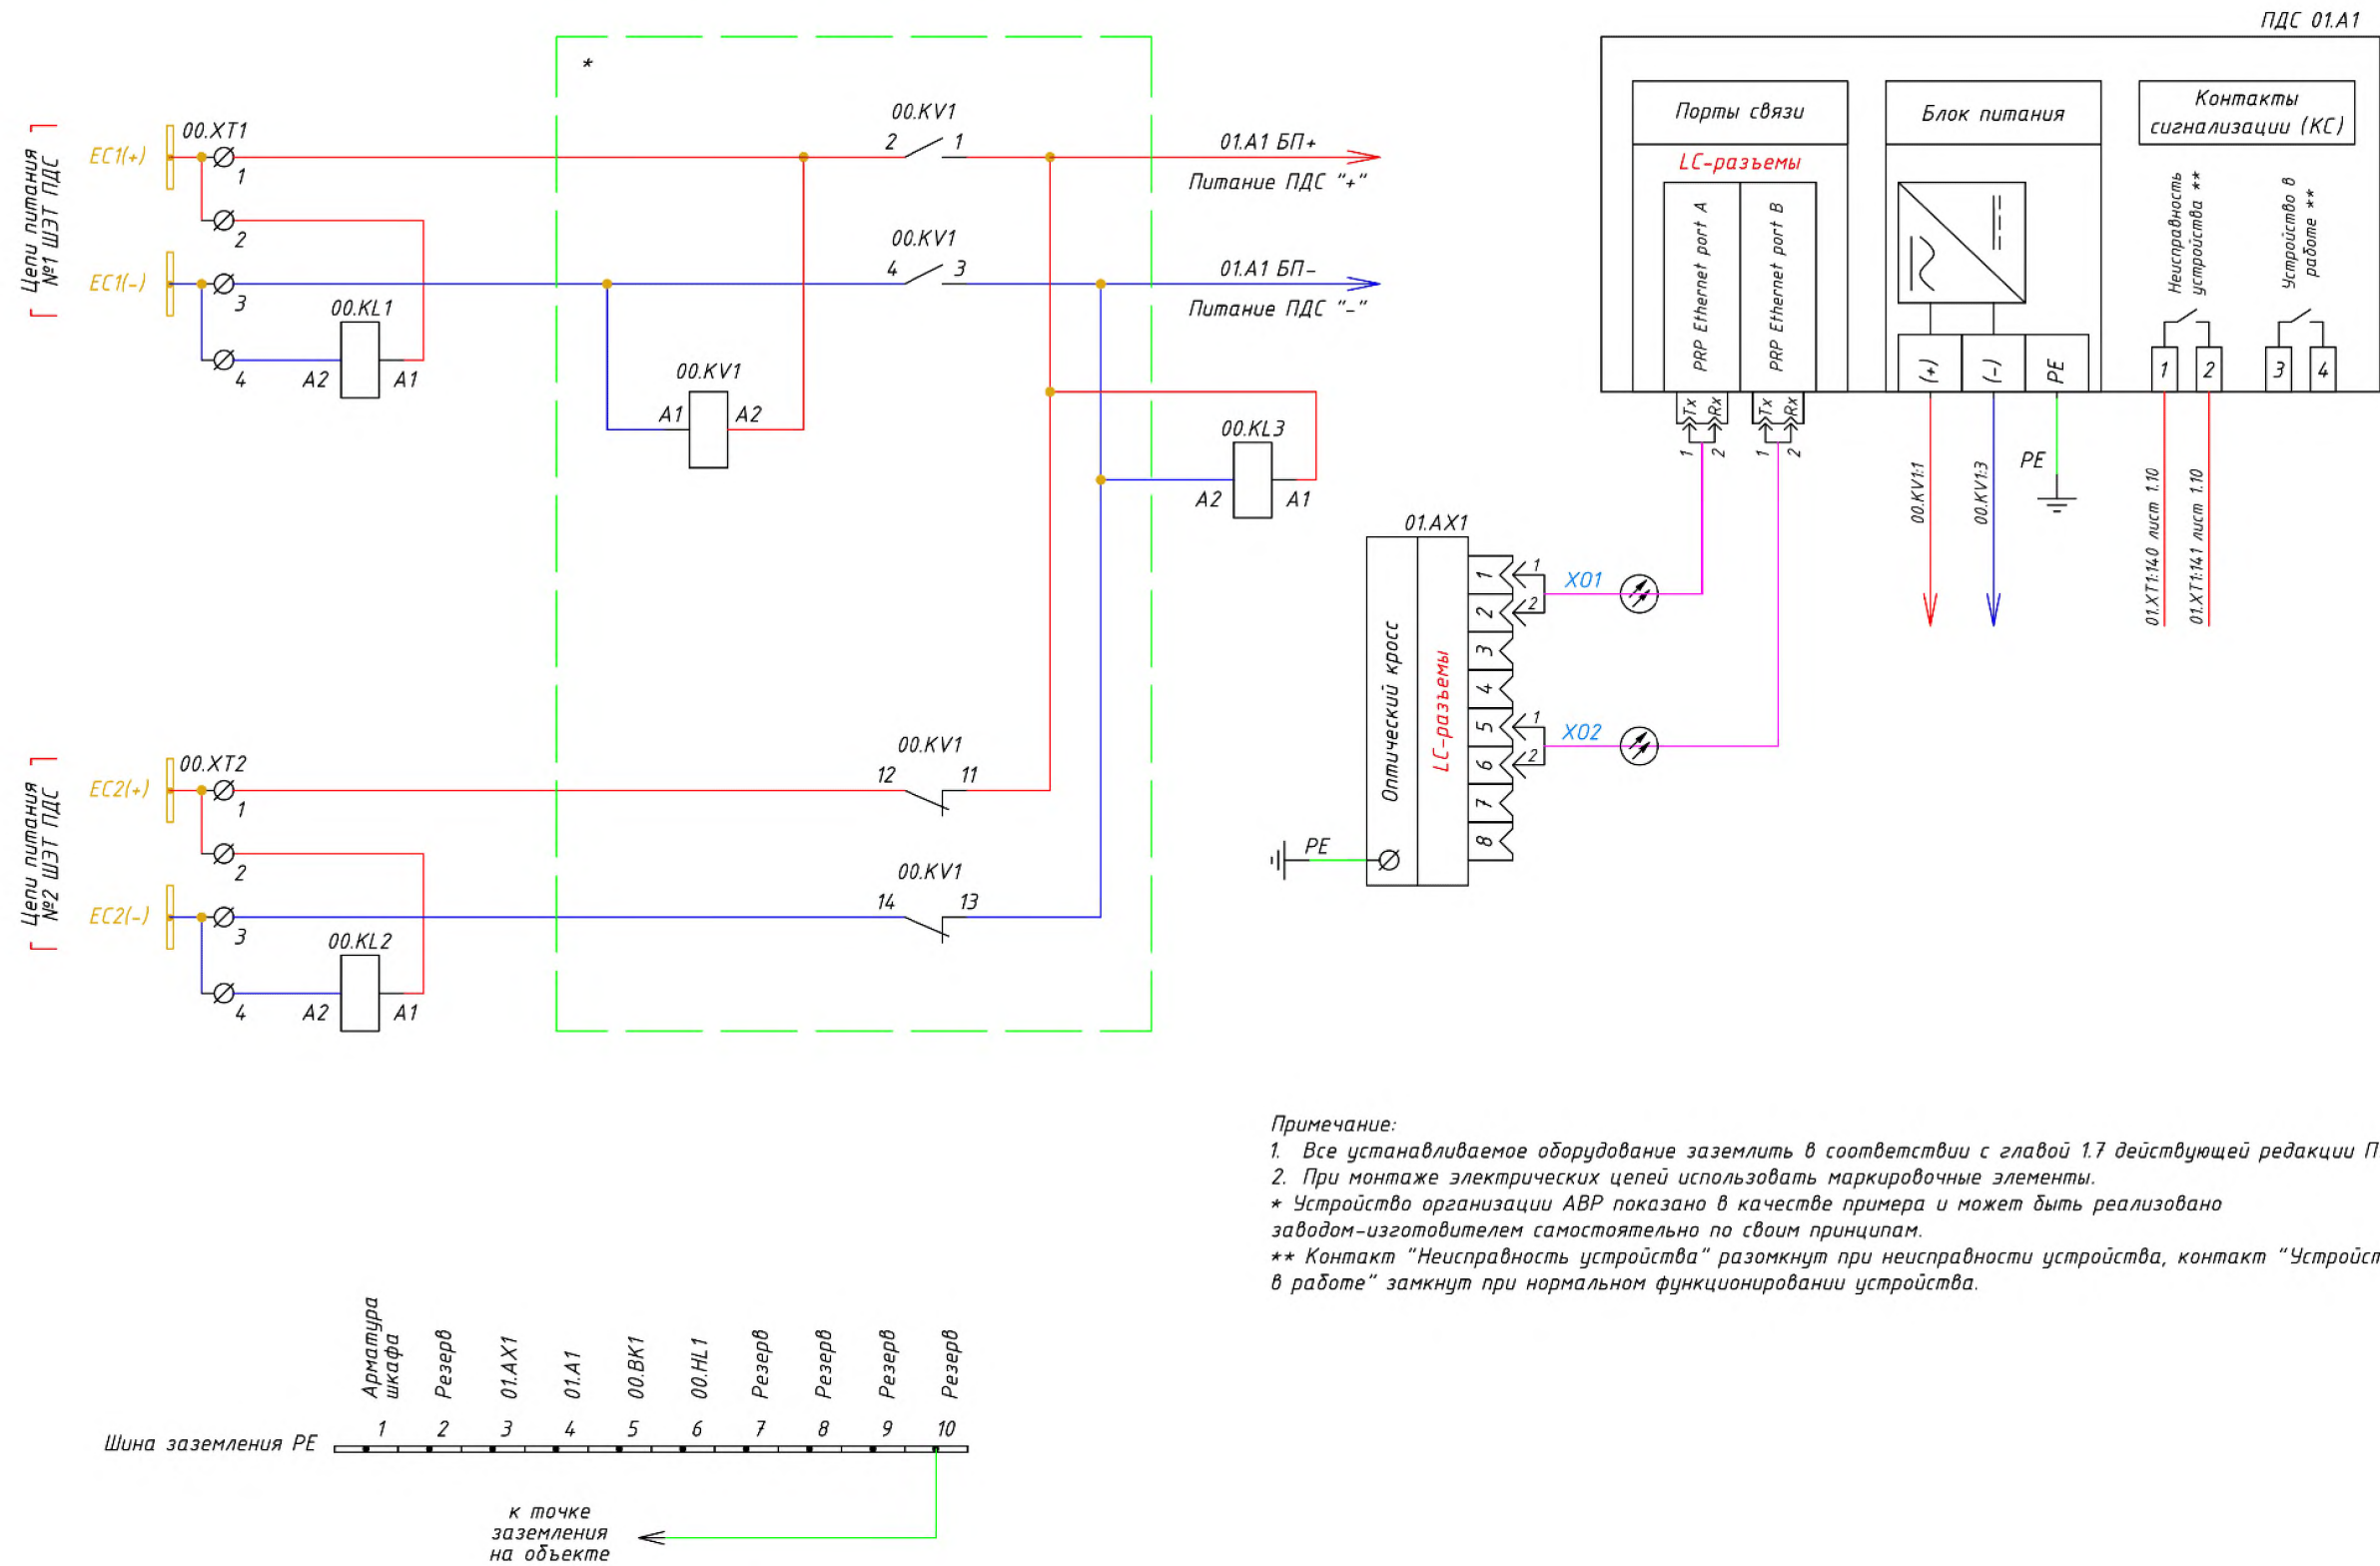 ПДС 01.А1
*
Цепи питания
№1 ШЭТ ПДС
EC1(+)
00.XT1
1
2
EC1(-)
3
4
00.KL1
A2
A1
00.KV1
2
1
01.А1 БП+
Питание ПДС "+"
00.KV1
4
3
01.А1 БП-
Питание ПДС "-"
00.KV1
A1
A2
00.KL3
A2
A1
Цепи питания
№2 ШЭТ ПДС
EC2(+)
00.XT2
1
2
EC2(-)
3
4
00.KL2
A2
A1
00.KV1
12
11
00.KV1
14
13
Порты связи
LC-разъемы
PRP Ethernet port A
PRP Ethernet port B
Tx
Rx
Tx
Rx
1
2
1
2
Блок питания
(+)
(-)
PE
00.KV1:1
00.KV1:3
PE
Контакты
сигнализации (КС)
Неисправность
устройства **
Устройство в
работе **
1
2
3
4
01.XT1:140 лист 1.10
01.XT1:141 лист 1.10
01.AX1
Оптический кросс
LC-разъемы
1
2
3
4
5
6
7
8
1
2
XO1
1
2
XO2
PE
Примечание:
1. Все устанавливаемое оборудование заземлить в соответствии с главой 1.7 действующей редакции П
2. При монтаже электрических цепей использовать маркировочные элементы.
* Устройство организации АВР показано в качестве примера и может быть реализовано
заводом-изготовителем самостоятельно по своим принципам.
** Контакт "Неисправность устройства" разомкнут при неисправности устройства, контакт "Устройст
в работе" замкнут при нормальном функционировании устройства.
Арматура
шкафа
Резерв
01.AX1
01.A1
00.BK1
00.HL1
Резерв
Резерв
Резерв
Резерв
1 2 3 4 5 6 7 8 9 10
Шина заземления PE
к точке
заземления
на объекте